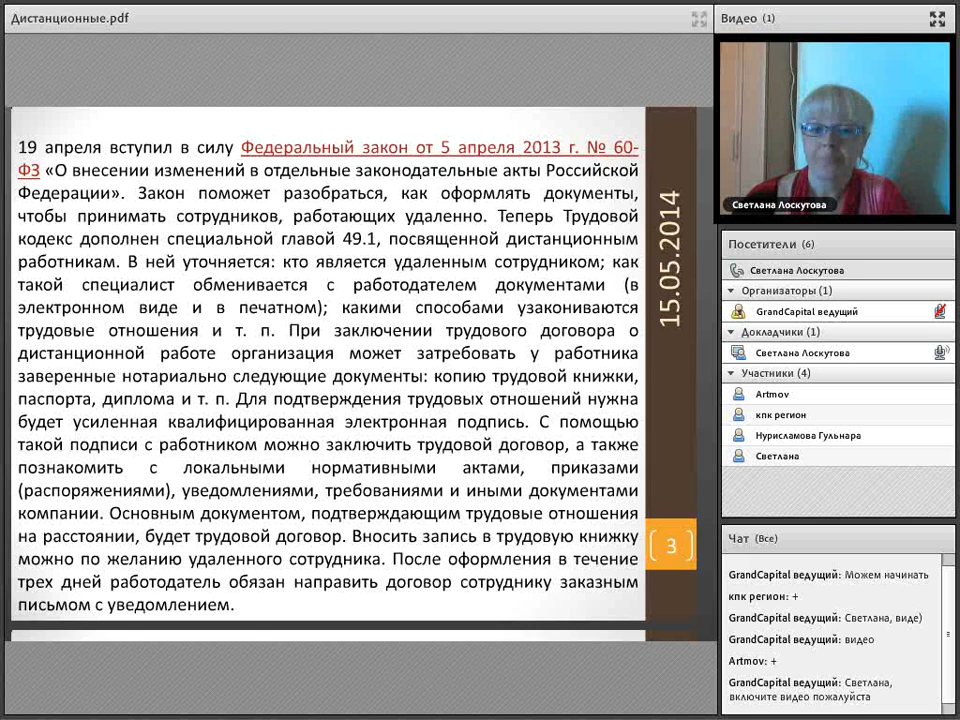 Дистанционные.pdf
19 апреля вступил в силу Федеральный закон от 5 апреля 2013 г. № 60-
ФЗ «О внесении изменений в отдельные законодательные акты Российской
Федерации». Закон поможет разобраться, как оформлять документы,
чтобы принимать сотрудников, работающих удаленно. Теперь Трудовой
кодекс дополнен специальной главой 49.1, посвященной дистанционным
работникам. В ней уточняется: кто является удаленным сотрудником; как
такой специалист обменивается с работодателем документами (в
электронном виде и в печатном); какими способами узакониваются
трудовые отношения и т. п. При заключении трудового договора о
дистанционной работе организация может затребовать у работника
заверенные нотариально следующие документы: копию трудовой книжки,
паспорта, диплома и т. п. Для подтверждения трудовых отношений нужна
будет усиленная квалифицированная электронная подпись. С помощью
такой подписи с работником можно заключить трудовой договор, а также
познакомить с локальными нормативными актами, приказами
(распоряжениями), уведомлениями, требованиями и иными документами
компании. Основным документом, подтверждающим трудовые отношения
на расстоянии, будет трудовой договор. Вносить запись в трудовую книжку
можно по желанию удаленного сотрудника. После оформления в течение
трех дней работодатель обязан направить договор сотруднику заказным
письмом с уведомлением.
15.05.2014
3
Видео (1)
Светлана Лоскутова
Посетители (6)
Светлана Лоскутова
Организаторы (1)
GrandCapital ведущий
Докладчики (1)
Светлана Лоскутова
Участники (4)
Artmov
кпк регион
Нурисламова Гульнара
Светлана
Чат (Все)
GrandCapital ведущий: Можем начинать
кпк регион: +
GrandCapital ведущий: Светлана, виде)
GrandCapital ведущий: видео
Artmov: +
GrandCapital ведущий: Светлана,
включите видео пожалуйста